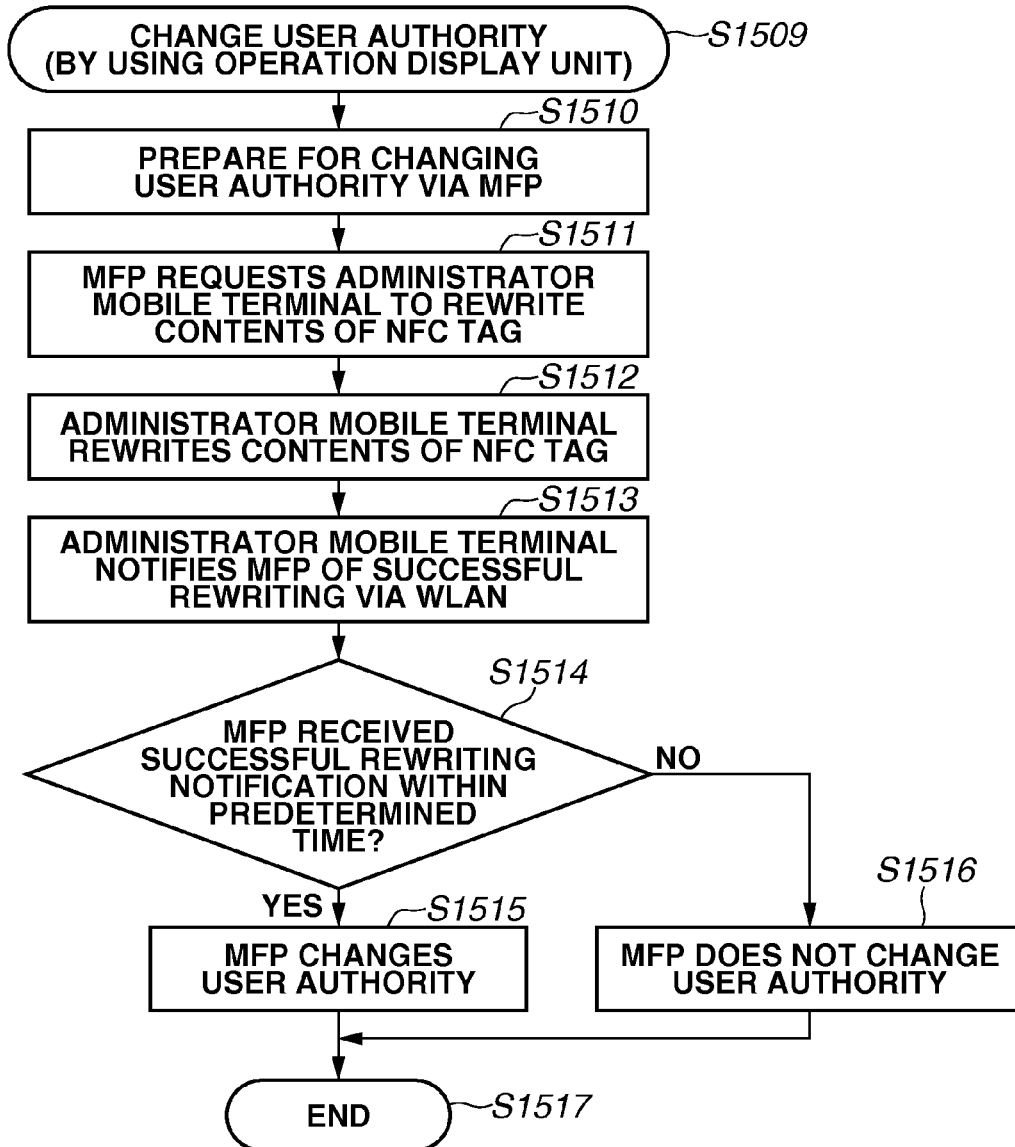 CHANGE USER AUTHORITY
(BY USING OPERATION DISPLAY UNIT)
S1509
S1510
PREPARE FOR CHANGING
USER AUTHORITY VIA MFP
S1511
MFP REQUESTS ADMINISTRATOR
MOBILE TERMINAL TO REWRITE
CONTENTS OF NFC TAG
S1512
ADMINISTRATOR MOBILE TERMINAL
REWRITES CONTENTS OF NFC TAG
S1513
ADMINISTRATOR MOBILE TERMINAL
NOTIFIES MFP OF SUCCESSFUL
REWRITING VIA WLAN
S1514
MFP RECEIVED
SUCCESSFUL REWRITING
NOTIFICATION WITHIN
PREDETERMINED
TIME?
NO
YES
S1515
MFP CHANGES
USER AUTHORITY
S1516
MFP DOES NOT CHANGE
USER AUTHORITY
END
S1517